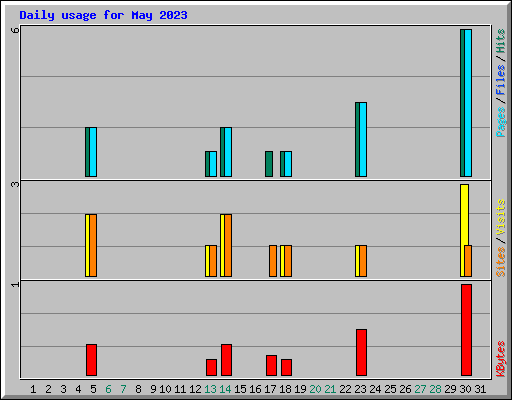 Daily usage for May 2023
6
Pages/Files/Hits
3
Sites/Visits
1
KBytes
1 2 3 4 5 6 7 8 9 10 11 12 13 14 15 16 17 18 19 20 21 22 23 24 25 26 27 28 29 30 31